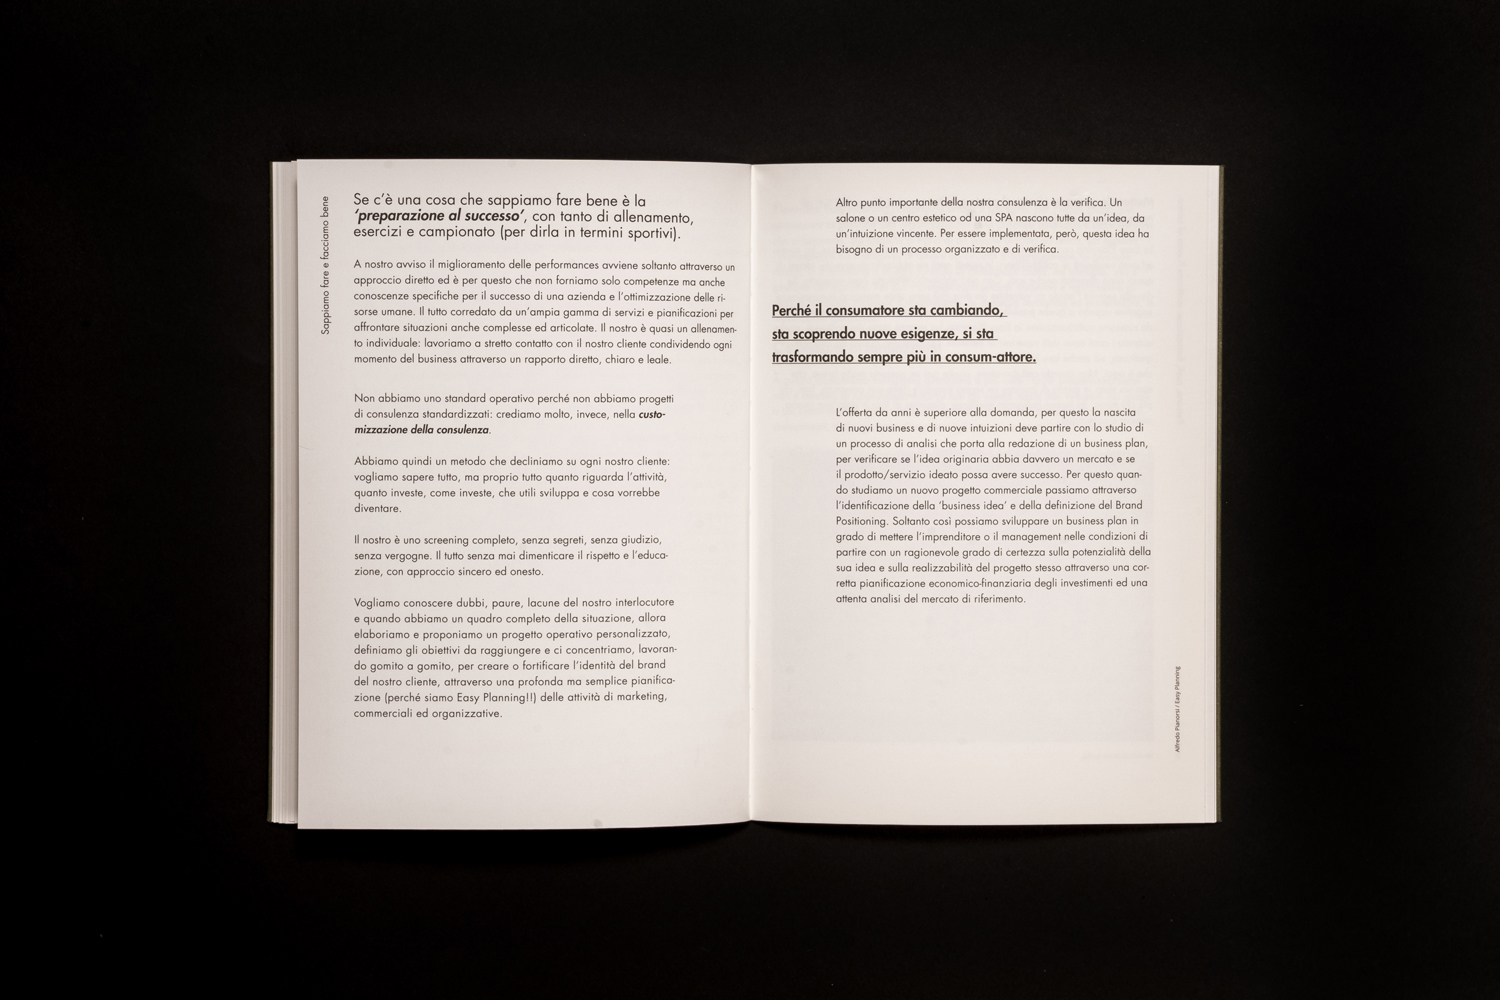 Sappiamo fare e facciamo bene
Se c'è una cosa che sappiamo fare bene è la
'preparazione al successo', con tanto di allenamento,
esercizi e campionato (per dirla in termini sportivi).
A nostro avviso il miglioramento delle performances avviene soltanto attraverso un
approccio diretto ed è per questo che non forniamo solo competenze ma anche
conoscenze specifiche per il successo di una azienda e l'ottimizzazione delle ri-
sorse umane. Il tutto corredato da un'ampia gamma di servizi e pianificazioni per
affrontare situazioni anche complesse ed articolate. Il nostro è quasi un allenamen-
to individuale: lavoriamo a stretto contatto con il nostro cliente condividendo ogni
momento del business attraverso un rapporto diretto, chiaro e leale.
Non abbiamo uno standard operativo perché non abbiamo progetti
di consulenza standardizzati: crediamo molto, invece, nella custo-
mizzazione della consulenza.
Abbiamo quindi un metodo che decliniamo su ogni nostro cliente:
vogliamo sapere tutto, ma proprio tutto quanto riguarda l'attività,
quanto investe, come investe, che utili sviluppa e cosa vorrebbe
diventare.
Il nostro è uno screening completo, senza segreti, senza giudizio,
senza vergogne. Il tutto senza mai dimenticare il rispetto e l'educa-
zione, con approccio sincero ed onesto.
Vogliamo conoscere dubbi, paure, lacune del nostro interlocutore
e quando abbiamo un quadro completo della situazione, allora
elaboriamo e proponiamo un progetto operativo personalizzato,
definiamo gli obiettivi da raggiungere e ci concentriamo, lavoran-
do gomito a gomito, per creare o fortificare l'identità del brand
del nostro cliente, attraverso una profonda ma semplice pianifica-
zione (perché siamo Easy Planning!!) delle attività di marketing,
commerciali ed organizzative.
Altro punto importante della nostra consulenza è la verifica. Un
salone o un centro estetico od una SPA nascono tutte da un'idea, da
un'intuizione vincente. Per essere implementata, però, questa idea ha
bisogno di un processo organizzato e di verifica.
Perché il consumatore sta cambiando,
sta scoprendo nuove esigenze, si sta
trasformando sempre più in consum-attore.
L'offerta da anni è superiore alla domanda, per questo la nascita
di nuovi business e di nuove intuizioni deve partire con lo studio di
un processo di analisi che porta alla redazione di un business plan,
per verificare se l'idea originaria abbia davvero un mercato e se
il prodotto/servizio ideato possa avere successo. Per questo quan-
do studiamo un nuovo progetto commerciale passiamo attraverso
l'identificazione della 'business idea' e della definizione del Brand
Positioning. Soltanto così possiamo sviluppare un business plan in
grado di mettere l'imprenditore o il management nelle condizioni di
partire con un ragionevole grado di certezza sulla potenzialità della
sua idea e sulla realizzabilità del progetto stesso attraverso una cor-
retta pianificazione economico-finanziaria degli investimenti ed una
attenta analisi del mercato di riferimento.
Alfredo Pianorsi / Easy Planning